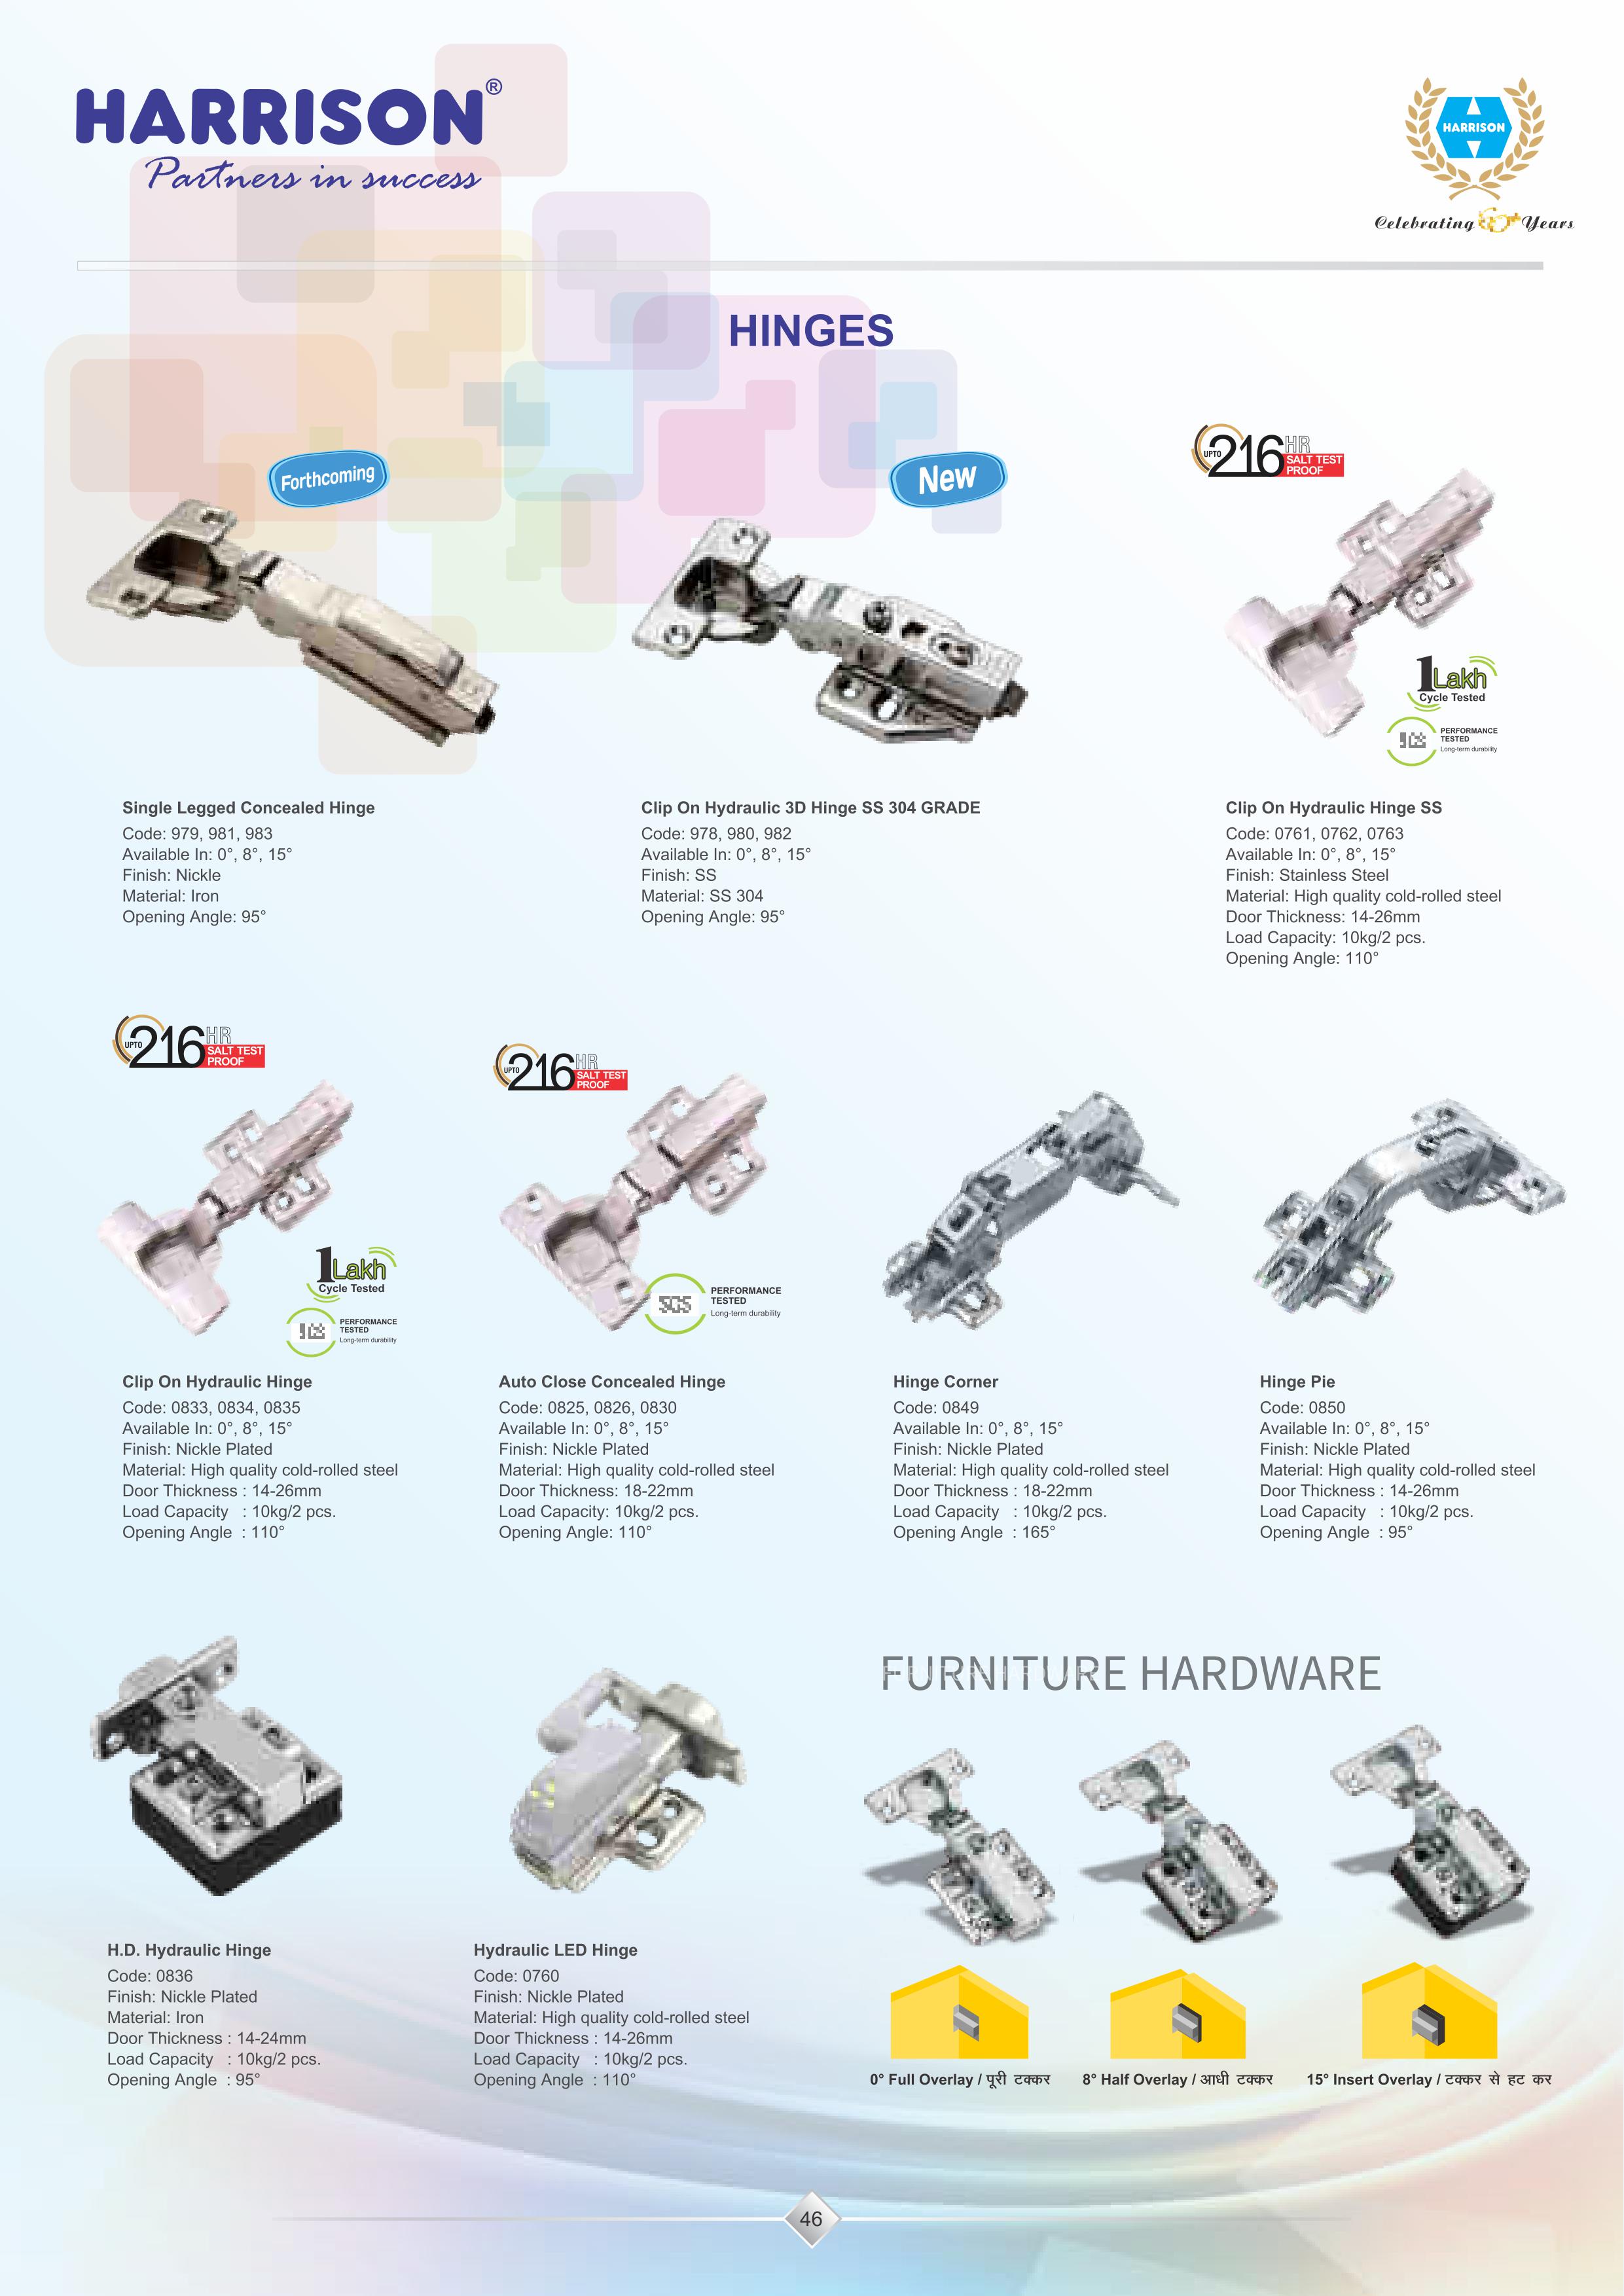 HARRISON®
Partners in success
HARRISON
Celebrating Years
HINGES
Forthcoming
New
UPTO 216 HR SALT TEST PROOF
1 Lakh
Cycle Tested
PERFORMANCE
TESTED
Long-term durability
Single Legged Concealed Hinge
Code: 979, 981, 983
Available In: 0°, 8°, 15°
Finish: Nickle
Material: Iron
Opening Angle: 95°
Clip On Hydraulic 3D Hinge SS 304 GRADE
Code: 978, 980, 982
Available In: 0°, 8°, 15°
Finish: SS
Material: SS 304
Opening Angle: 95°
Clip On Hydraulic Hinge SS
Code: 0761, 0762, 0763
Available In: 0°, 8°, 15°
Finish: Stainless Steel
Material: High quality cold-rolled steel
Door Thickness: 14-26mm
Load Capacity: 10kg/2 pcs.
Opening Angle: 110°
UPTO 216 HR SALT TEST PROOF
1 Lakh
Cycle Tested
PERFORMANCE
TESTED
Long-term durability
UPTO 216 HR SALT TEST PROOF
SGS
PERFORMANCE
TESTED
Long-term durability
Clip On Hydraulic Hinge
Code: 0833, 0834, 0835
Available In: 0°, 8°, 15°
Finish: Nickle Plated
Material: High quality cold-rolled steel
Door Thickness : 14-26mm
Load Capacity : 10kg/2 pcs.
Opening Angle : 110°
Auto Close Concealed Hinge
Code: 0825, 0826, 0830
Available In: 0°, 8°, 15°
Finish: Nickle Plated
Material: High quality cold-rolled steel
Door Thickness: 18-22mm
Load Capacity: 10kg/2 pcs.
Opening Angle: 110°
Hinge Corner
Code: 0849
Available In: 0°, 8°, 15°
Finish: Nickle Plated
Material: High quality cold-rolled steel
Door Thickness : 18-22mm
Load Capacity : 10kg/2 pcs.
Opening Angle : 165°
Hinge Pie
Code: 0850
Available In: 0°, 8°, 15°
Finish: Nickle Plated
Material: High quality cold-rolled steel
Door Thickness : 14-26mm
Load Capacity : 10kg/2 pcs.
Opening Angle : 95°
H.D. Hydraulic Hinge
Code: 0836
Finish: Nickle Plated
Material: Iron
Door Thickness : 14-24mm
Load Capacity : 10kg/2 pcs.
Opening Angle : 95°
Hydraulic LED Hinge
Code: 0760
Finish: Nickle Plated
Material: High quality cold-rolled steel
Door Thickness : 14-26mm
Load Capacity : 10kg/2 pcs.
Opening Angle : 110°
FURNITURE HARDWARE
0° Full Overlay / पूरी टक्कर
8° Half Overlay / आधी टक्कर
15° Insert Overlay / टक्कर से हट कर
46